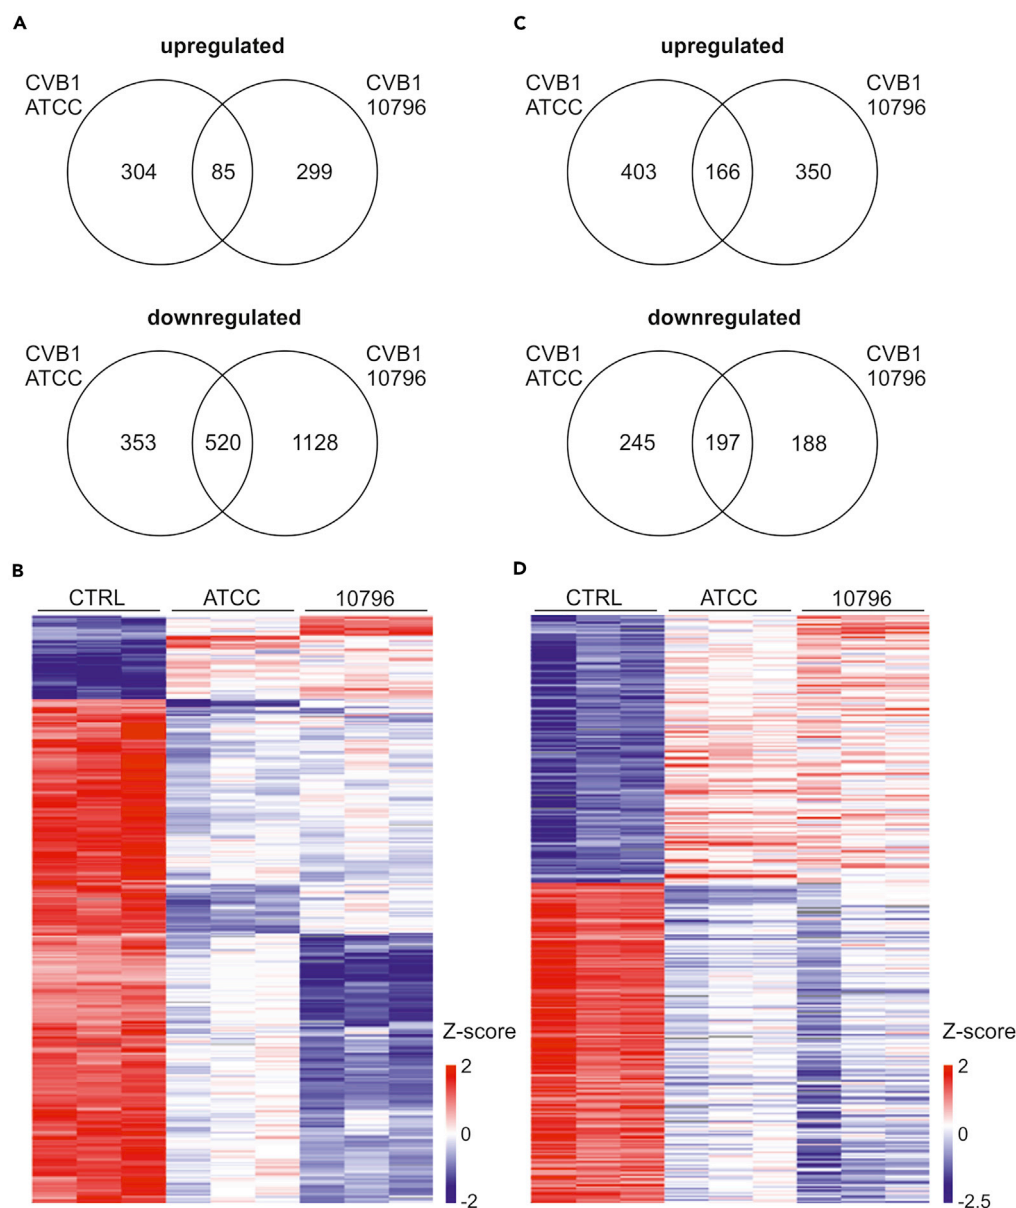 A
upregulated
CVB1
ATCC
CVB1
10796
304
85
299
downregulated
CVB1
ATCC
CVB1
10796
353
520
1128
C
upregulated
CVB1
ATCC
CVB1
10796
403
166
350
downregulated
CVB1
ATCC
CVB1
10796
245
197
188
B
CTRL
ATCC
10796
Z-score
2
0
-2
D
CTRL
ATCC
10796
Z-score
2
0
-2.5